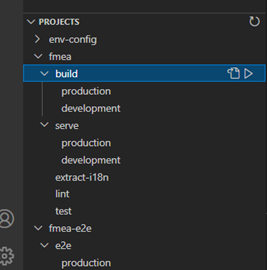 PROJECTS
env-config
fmea
build
production
development
serve
production
development
extract-i18n
lint
test
fmea-e2e
e2e
production